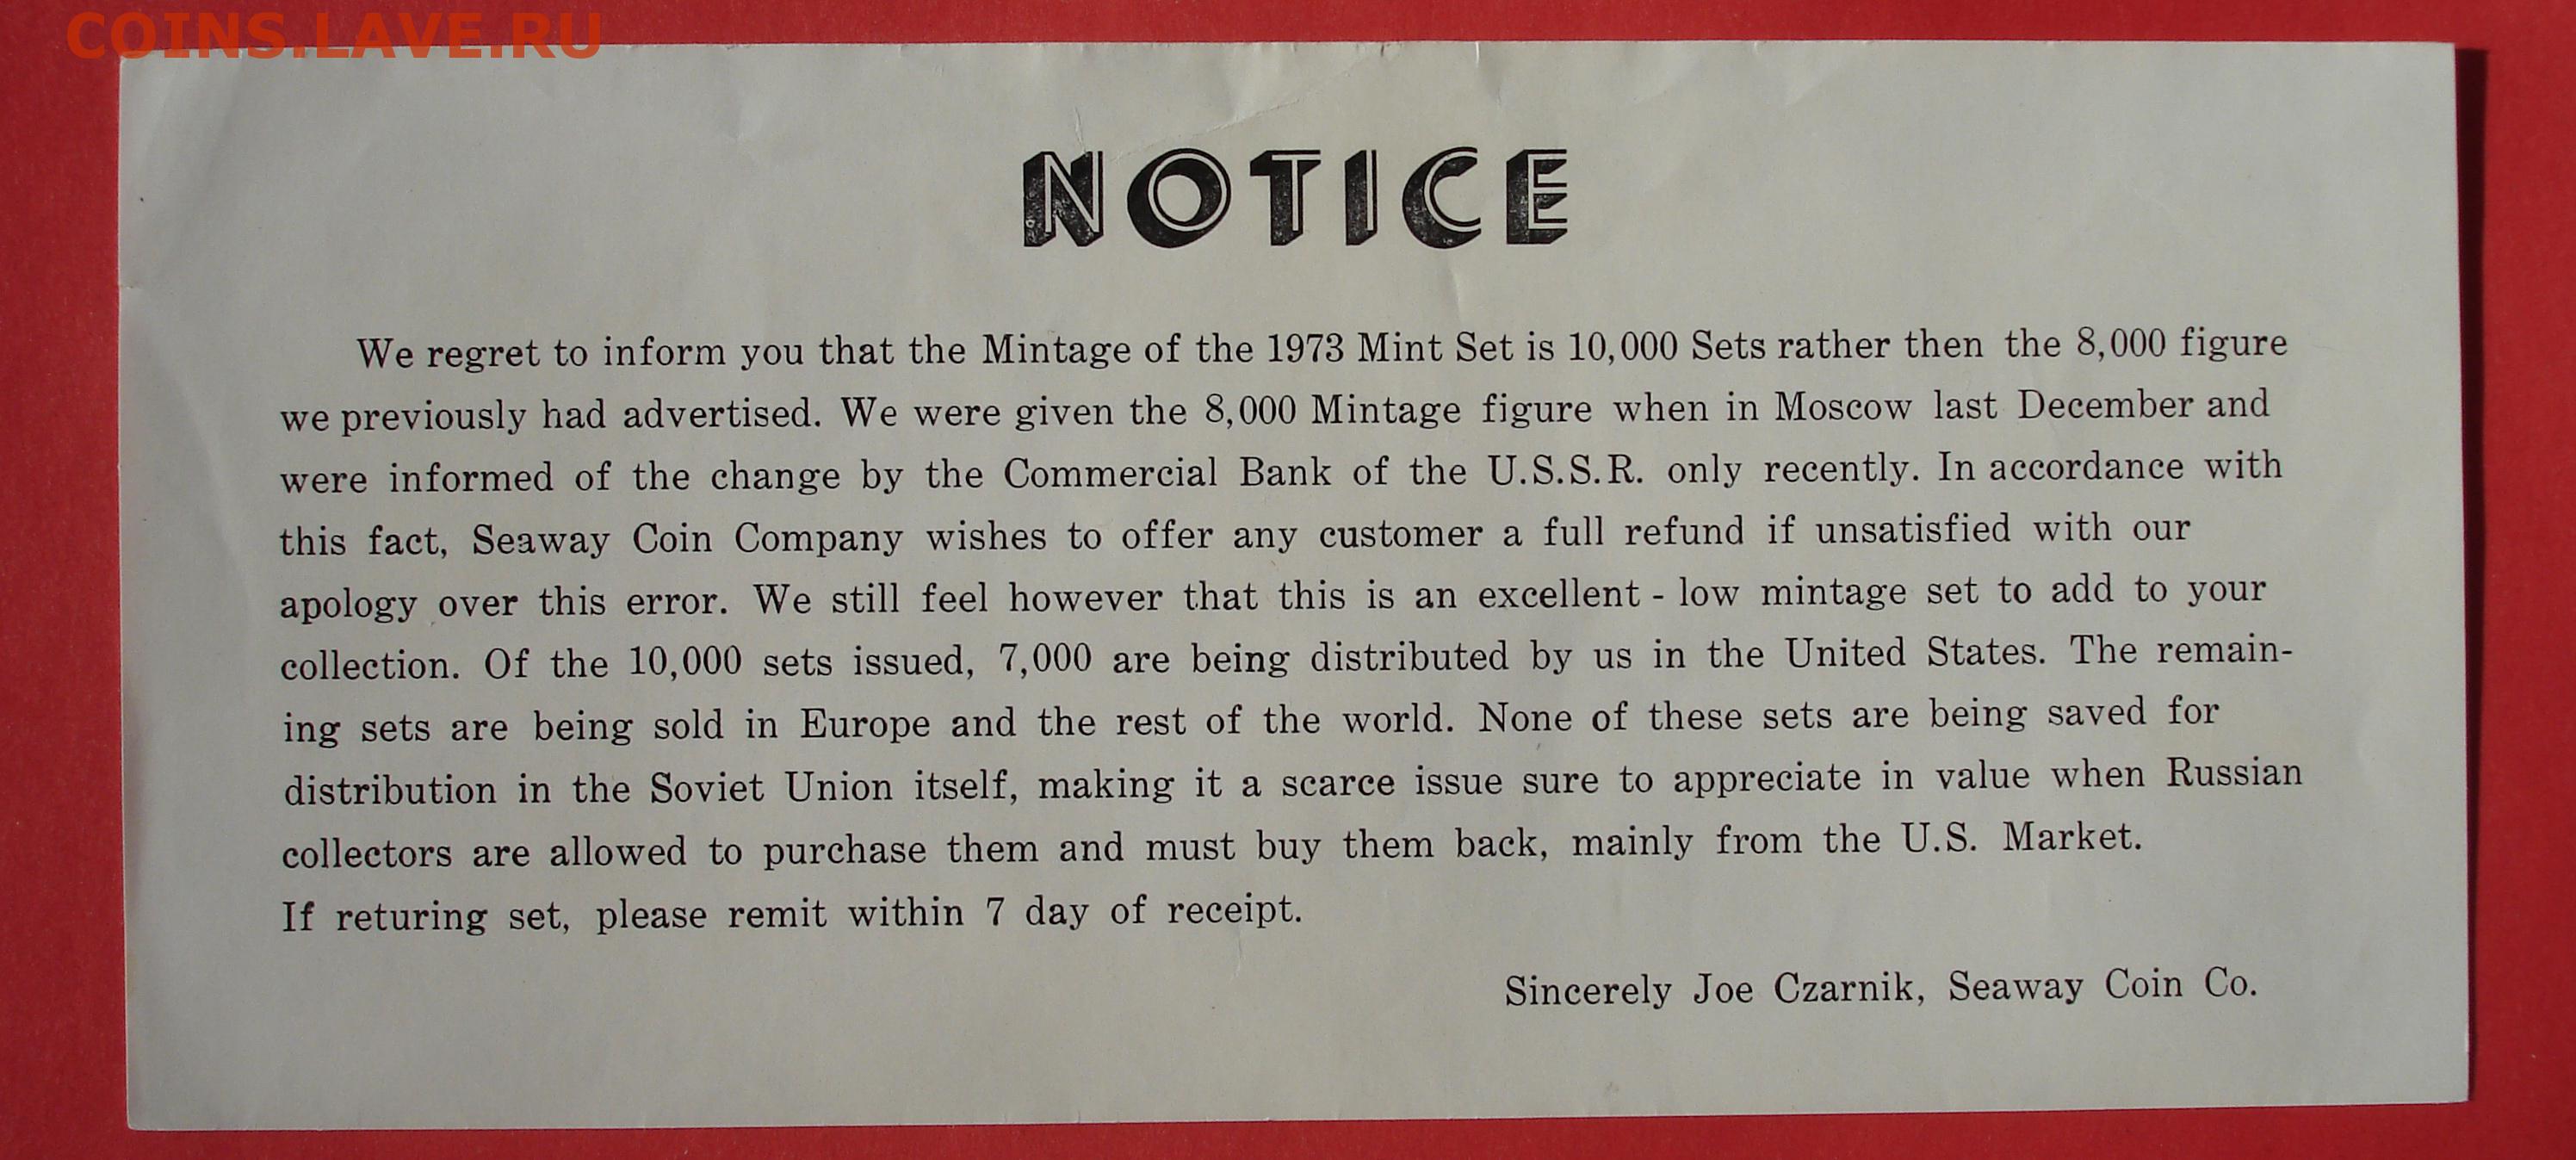 COINS.LAVE.RU
NOTICE
We regret to inform you that the Mintage of the 1973 Mint Set is 10,000 Sets rather then the 8,000 figure
we previously had advertised. We were given the 8,000 Mintage figure when in Moscow last December and
were informed of the change by the Commercial Bank of the U.S.S.R. only recently. In accordance with
this fact, Seaway Coin Company wishes to offer any customer a full refund if unsatisfied with our
apology over this error. We still feel however that this is an excellent - low mintage set to add to your
collection. Of the 10,000 sets issued, 7,000 are being distributed by us in the United States. The remain-
ing sets are being sold in Europe and the rest of the world. None of these sets are being saved for
distribution in the Soviet Union itself, making it a scarce issue sure to appreciate in value when Russian
collectors are allowed to purchase them and must buy them back, mainly from the U.S. Market.
If returing set, please remit within 7 day of receipt.
Sincerely Joe Czarnik, Seaway Coin Co.